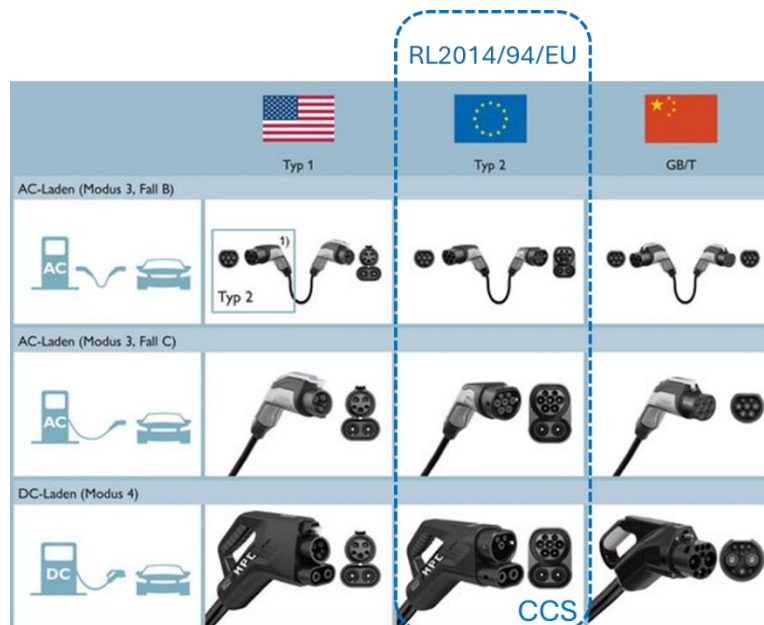 RL2014/94/EU
Typ 1
Typ 2
GB/T
AC-Laden (Modus 3, Fall B)
AC
1)
Typ 2
AC-Laden (Modus 3, Fall C)
AC
DC-Laden (Modus 4)
DC
HPC
HPC
CCS